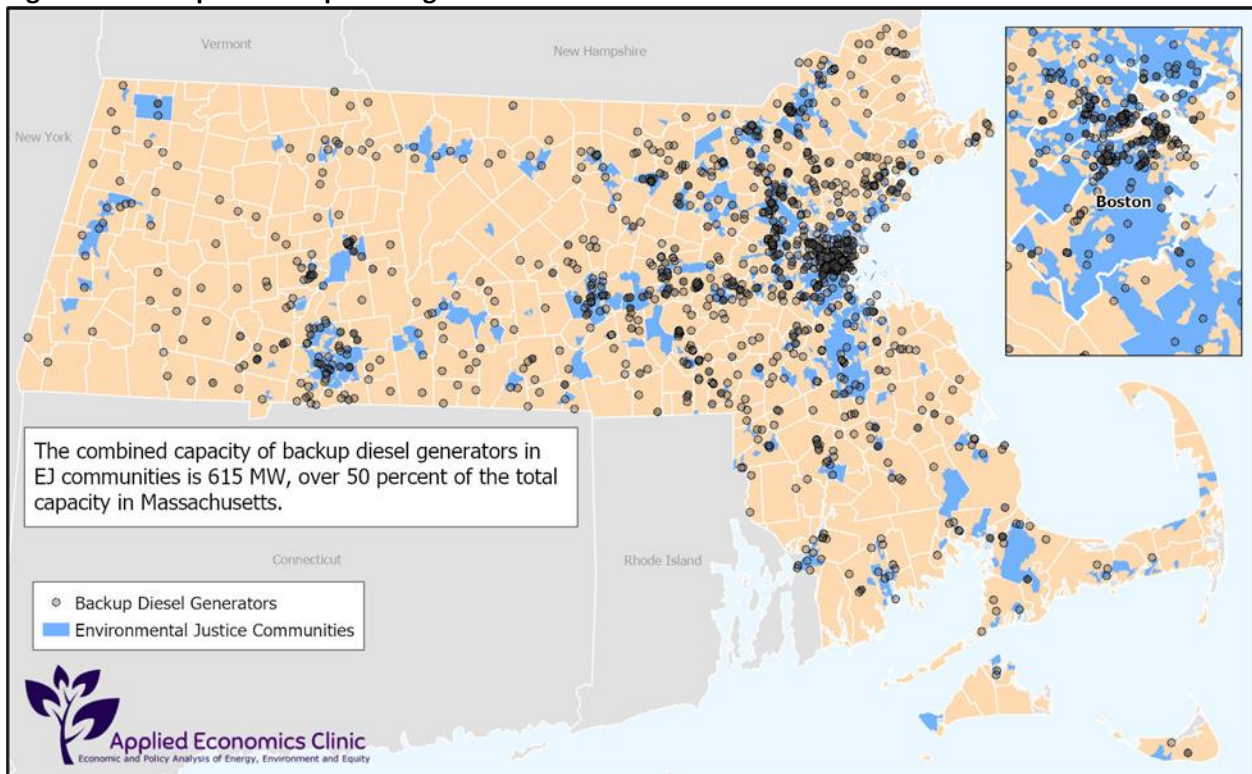 Vermont
New Hampshire
New York
Boston
The combined capacity of backup diesel generators in
EJ communities is 615 MW, over 50 percent of the total
capacity in Massachusetts.
Connecticut
Rhode Island
Backup Diesel Generators
Environmental Justice Communities
Applied Economics Clinic
Economic and Policy Analysis of Energy, Environment and Equity